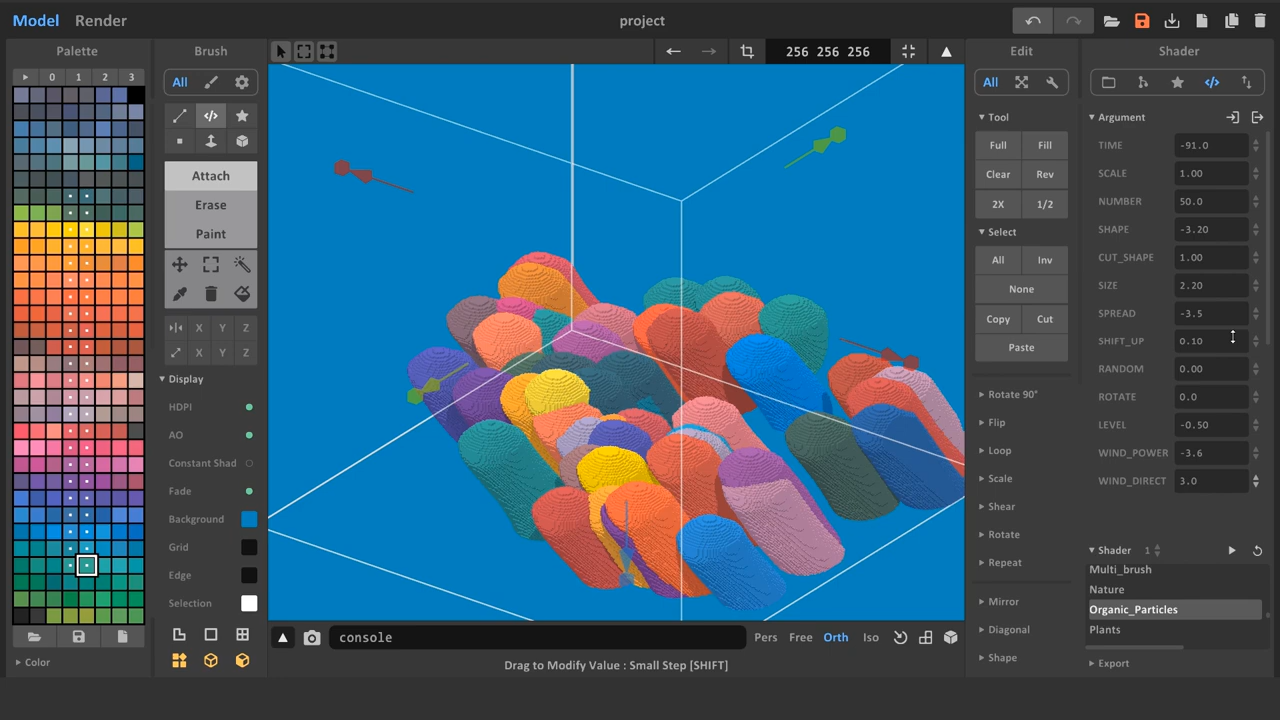 Model Render
project
Palette
Brush
256 256 256
Edit
Shader
0 1 2 3
All
All
Attach
Erase
Paint
X Y Z
X Y Z
Display
HDPI
AO
Constant Shad
Fade
Background
Grid
Edge
Selection
Color
console
Pers Free Orth Iso
Drag to Modify Value : Small Step [SHIFT]
Tool
Full Fill
Clear Rev
2X 1/2
Select
All Inv
None
Copy Cut
Paste
Rotate 90°
Flip
Loop
Scale
Shear
Rotate
Repeat
Mirror
Diagonal
Shape
Argument
TIME -91.0
SCALE 1.00
NUMBER 50.0
SHAPE -3.20
CUT_SHAPE 1.00
SIZE 2.20
SPREAD -3.5
SHIFT_UP 0.10
RANDOM 0.00
ROTATE 0.0
LEVEL -0.50
WIND_POWER -3.6
WIND_DIRECT 3.0
Shader 1
Multi_brush
Nature
Organic_Particles
Plants
Export